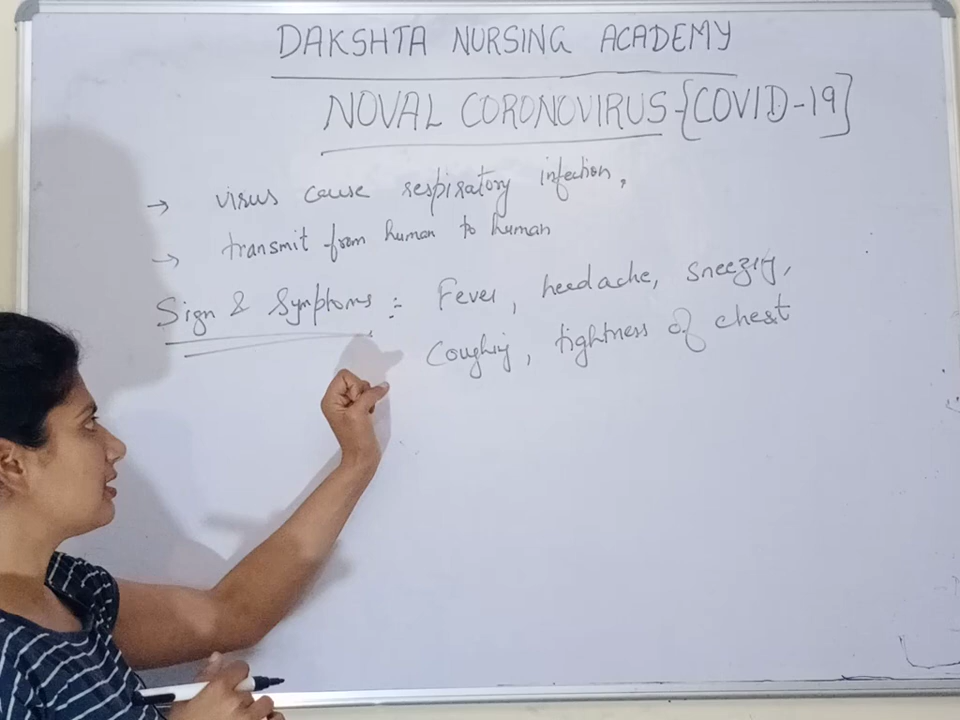 DAKSHTA NURSING ACADEMY
NOVAL CORONOVIRUS-{COVID-19]
→ virus cause respiratory infection,
→ transmit from human to human
Sign & Symptoms :- Fever, headache, sneezing,
Coughing, tightness of chest